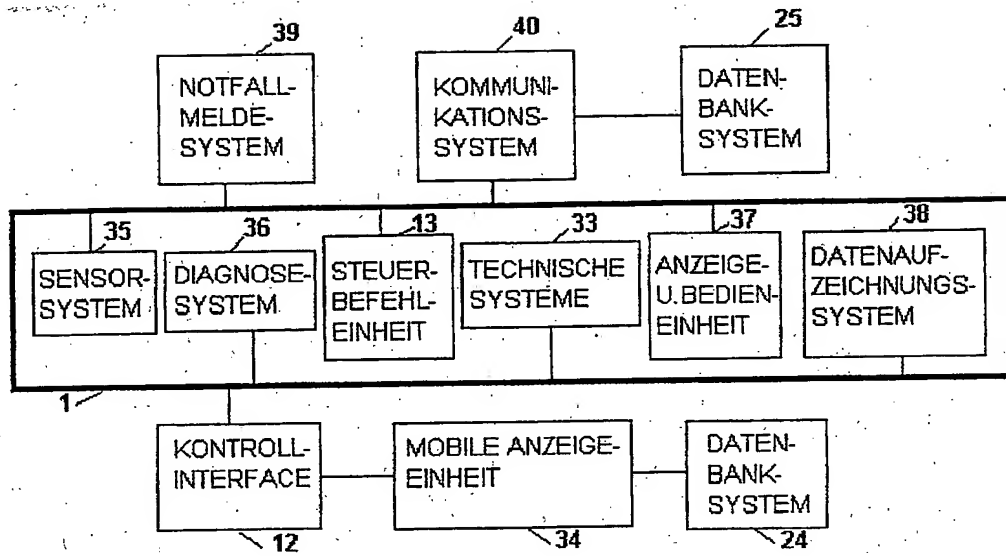 39
40
25
NOTFALL-
MELDE-
SYSTEM
KOMMUNI-
KATIONS-
SYSTEM
DATEN-
BANK-
SYSTEM
35
36
13
33
37
38
SENSOR-
SYSTEM
DIAGNOSE-
SYSTEM
STEUER-
BEFEHL-
EINHEIT
TECHNISCHE
SYSTEME
ANZEIGE-
U.BEDIEN-
EINHEIT
DATENAUF-
ZEICHNUNGS-
SYSTEM
1
KONTROLL-
INTERFACE
MOBILE ANZEIGE-
EINHEIT
DATEN-
BANK-
SYSTEM
12
34
24